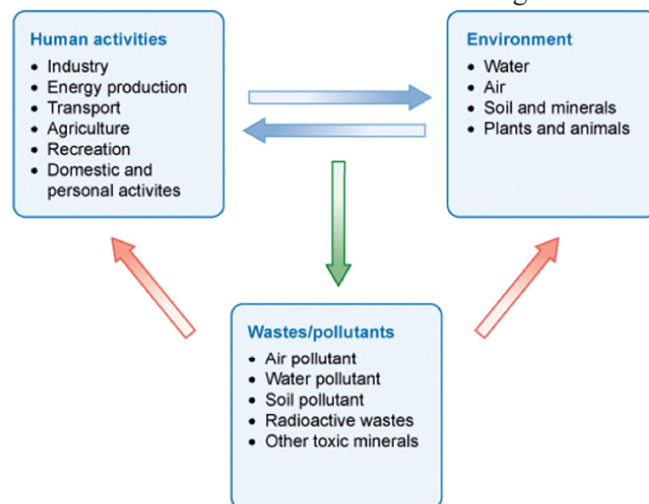 Human activities
• Industry
• Energy production
• Transport
• Agriculture
• Recreation
• Domestic and
personal activites
Environment
• Water
• Air
• Soil and minerals
• Plants and animals
Wastes/pollutants
• Air pollutant
• Water pollutant
• Soil pollutant
• Radioactive wastes
• Other toxic minerals